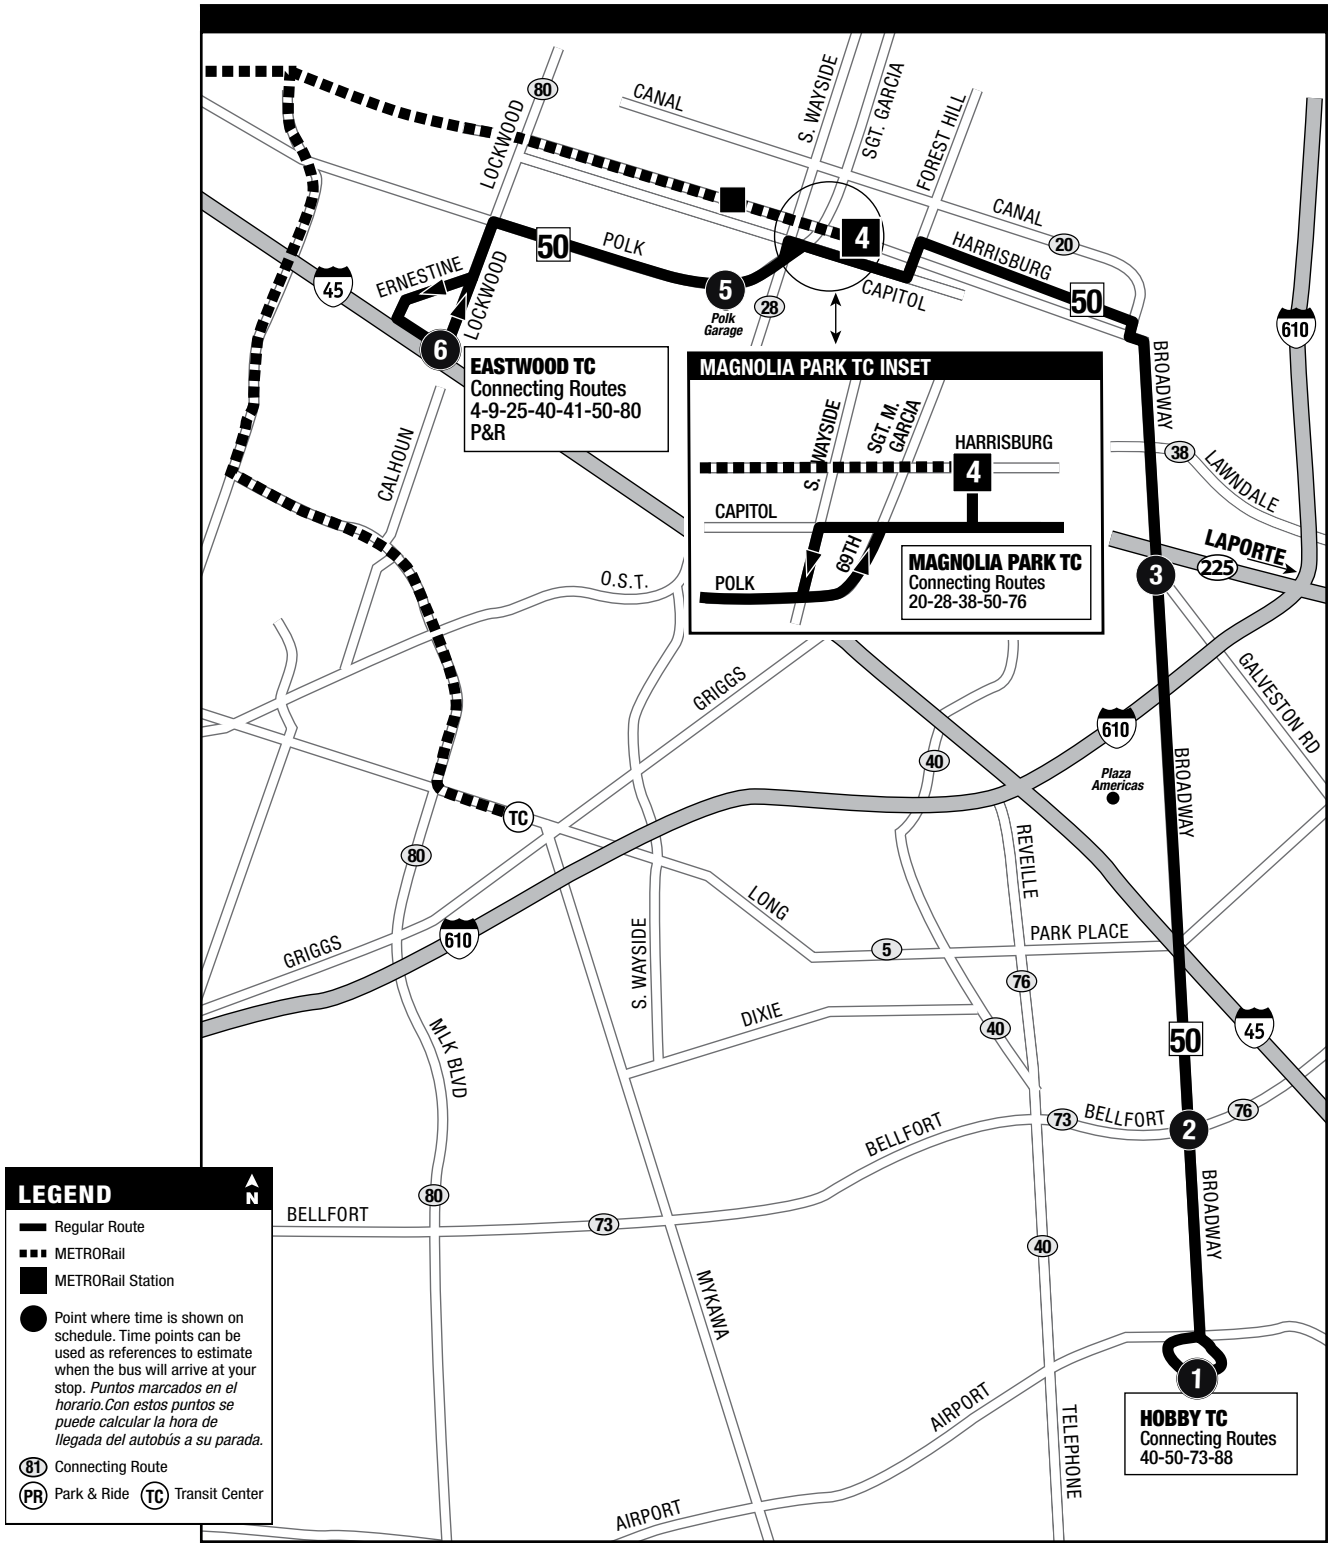 80
CANAL
S. WAYSIDE
SGT. GARCIA
LOCKWOOD
FOREST HILL
CANAL
20
4
HARRISBURG
50
POLK
ERNESTINE
45
LOCKWOOD
5
Polk
Garage
28
CAPITOL
50
610
6
EASTWOOD TC
Connecting Routes
4-9-25-40-41-50-80
P&R
MAGNOLIA PARK TC INSET
S. WAYSIDE
SGT. M.
GARCIA
HARRISBURG
4
CAPITOL
69TH
POLK
MAGNOLIA PARK TC
Connecting Routes
20-28-38-50-76
BROADWAY
38
LAWNDALE
LAPORTE
225
3
CALHOUN
O.S.T.
GRIGGS
GALVESTON RD
610
40
Plaza
Americas
BROADWAY
TC
80
REVEILLE
LONG
PARK PLACE
5
GRIGGS
610
S. WAYSIDE
76
DIXIE
40
50
45
MLK BLVD
BELLFORT
73
BELLFORT
76
2
BROADWAY
80
BELLFORT
73
40
MYKAWA
1
AIRPORT
TELEPHONE
HOBBY TC
Connecting Routes
40-50-73-88
AIRPORT
LEGEND
N
Regular Route
METRORail
METRORail Station
Point where time is shown on
schedule. Time points can be
used as references to estimate
when the bus will arrive at your
stop. Puntos marcados en el
horario.Con estos puntos se
puede calcular la hora de
llegada del autobús a su parada.
81 Connecting Route
PR Park & Ride TC Transit Center